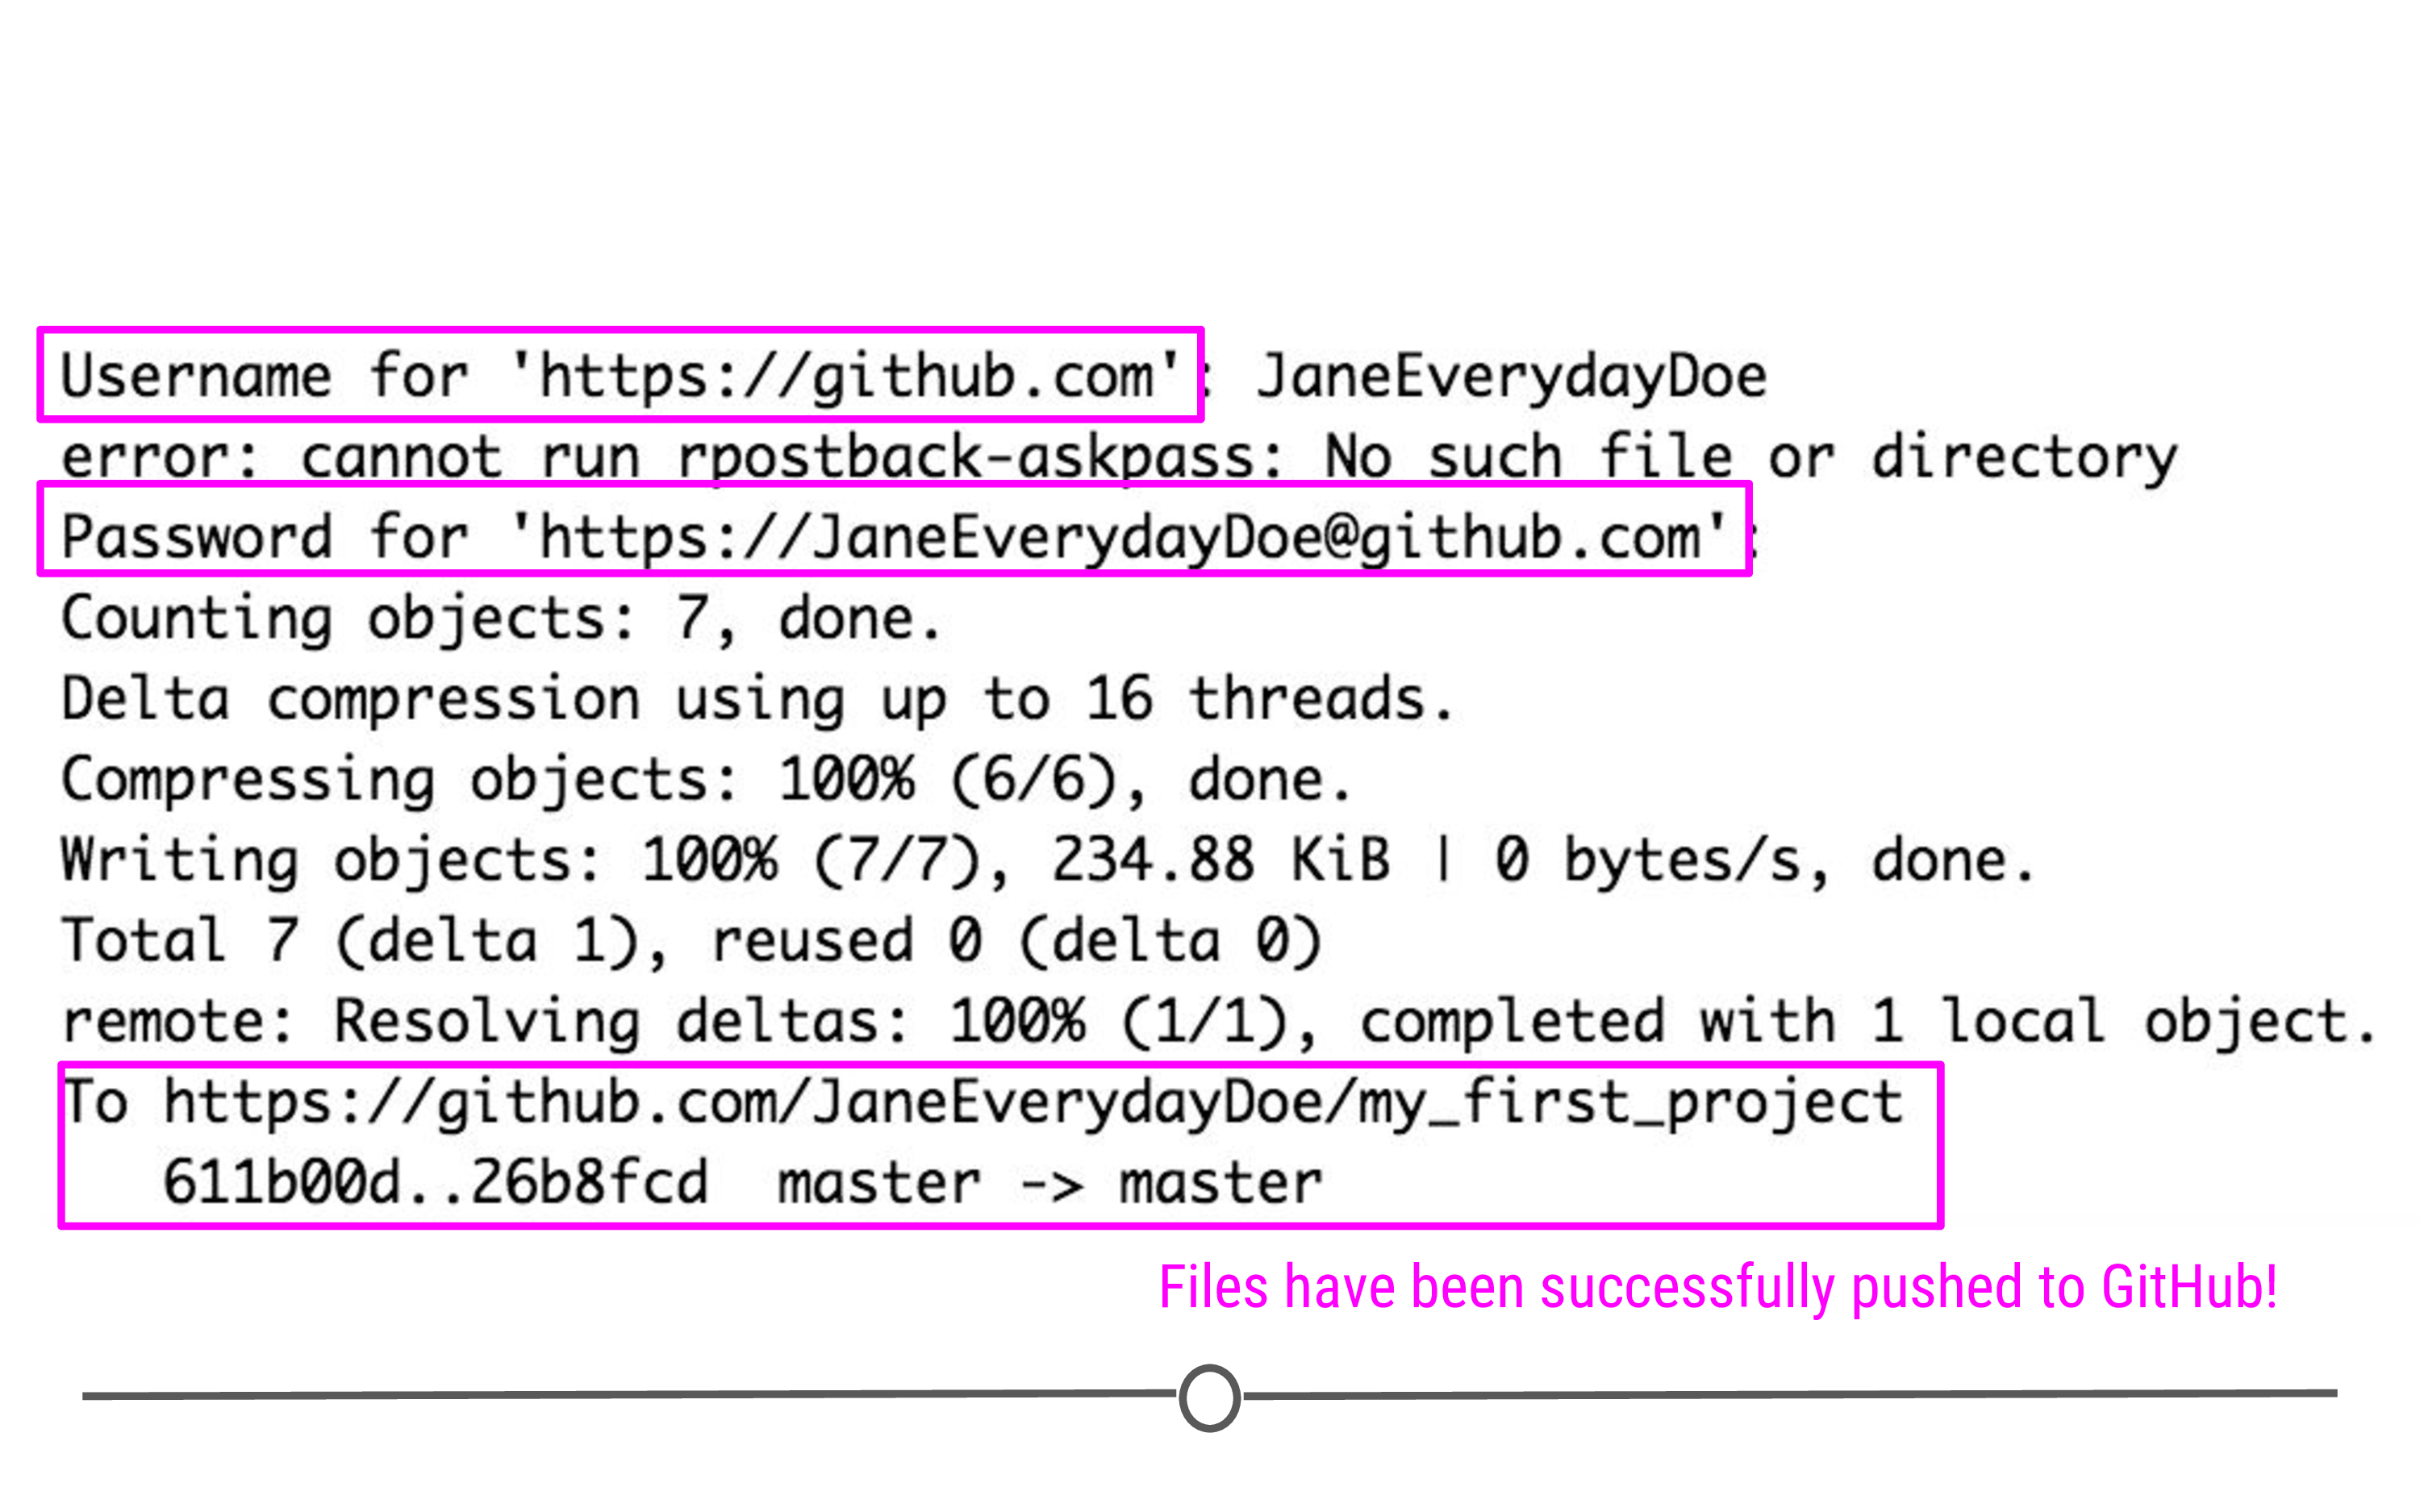 Username for 'https://github.com': JaneEverydayDoe
error: cannot run rpostback-askpass: No such file or directory
Password for 'https://JaneEverydayDoe@github.com':
Counting objects: 7, done.
Delta compression using up to 16 threads.
Compressing objects: 100% (6/6), done.
Writing objects: 100% (7/7), 234.88 KiB | 0 bytes/s, done.
Total 7 (delta 1), reused 0 (delta 0)
remote: Resolving deltas: 100% (1/1), completed with 1 local object.
To https://github.com/JaneEverydayDoe/my_first_project
   611b00d..26b8fcd  master -> master
Files have been successfully pushed to GitHub!